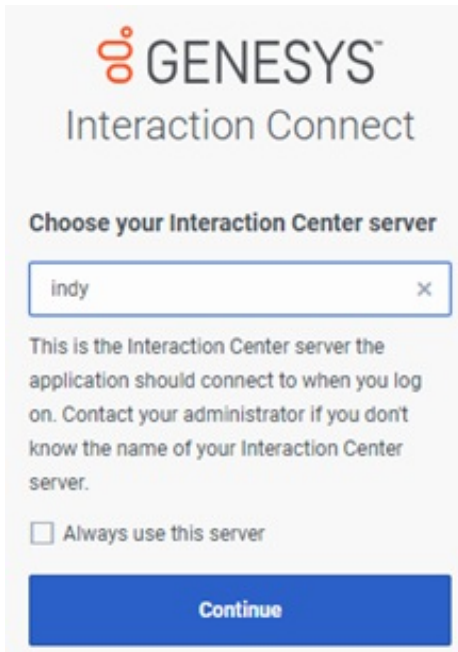 GENESYS™
Interaction Connect
Choose your Interaction Center server
indy
This is the Interaction Center server the
application should connect to when you log
on. Contact your administrator if you don't
know the name of your Interaction Center
server.
Always use this server
Continue